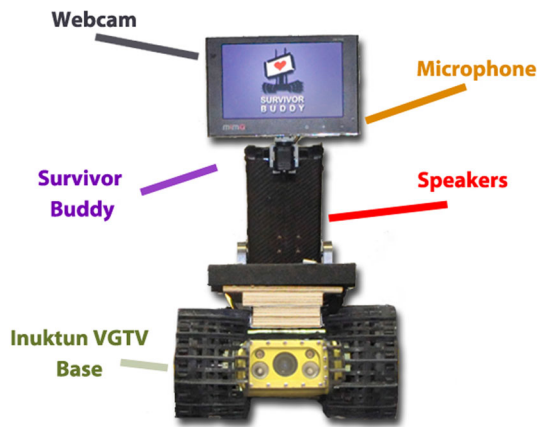 Webcam
Microphone
SURVIVOR
BUDDY
Survivor
Buddy
Speakers
Inuktun VGTV
Base